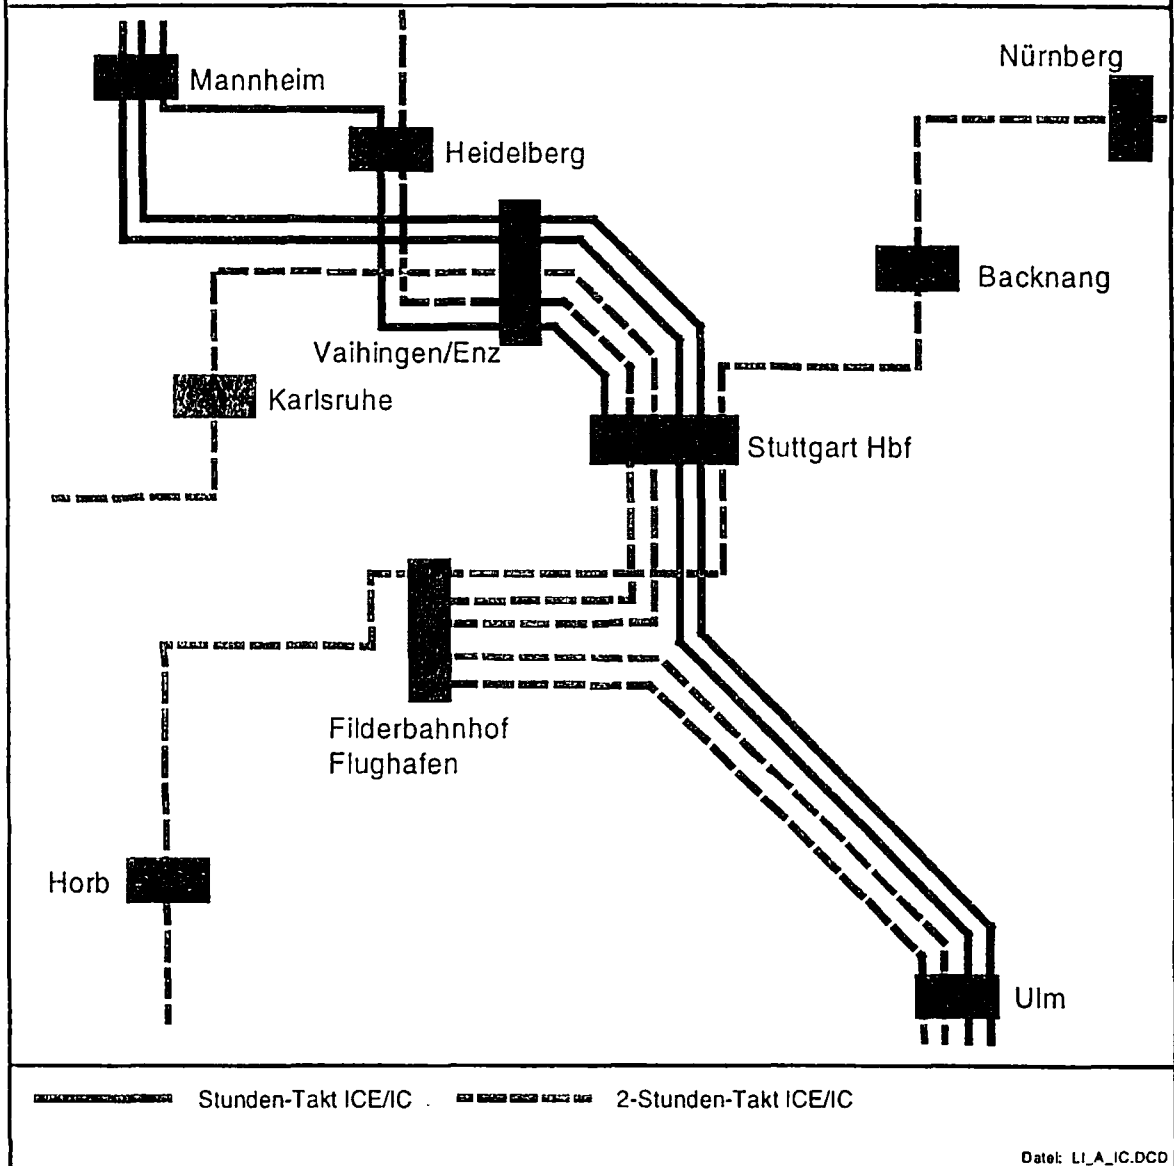 Nürnberg
Mannheim
Heidelberg
Backnang
Vaihingen/Enz
Karlsruhe
Stuttgart Hbf
Filderbahnhof
Flughafen
Horb
Ulm
Stunden-Takt ICE/IC
2-Stunden-Takt ICE/IC
Datei: LI_A_IC.DCD